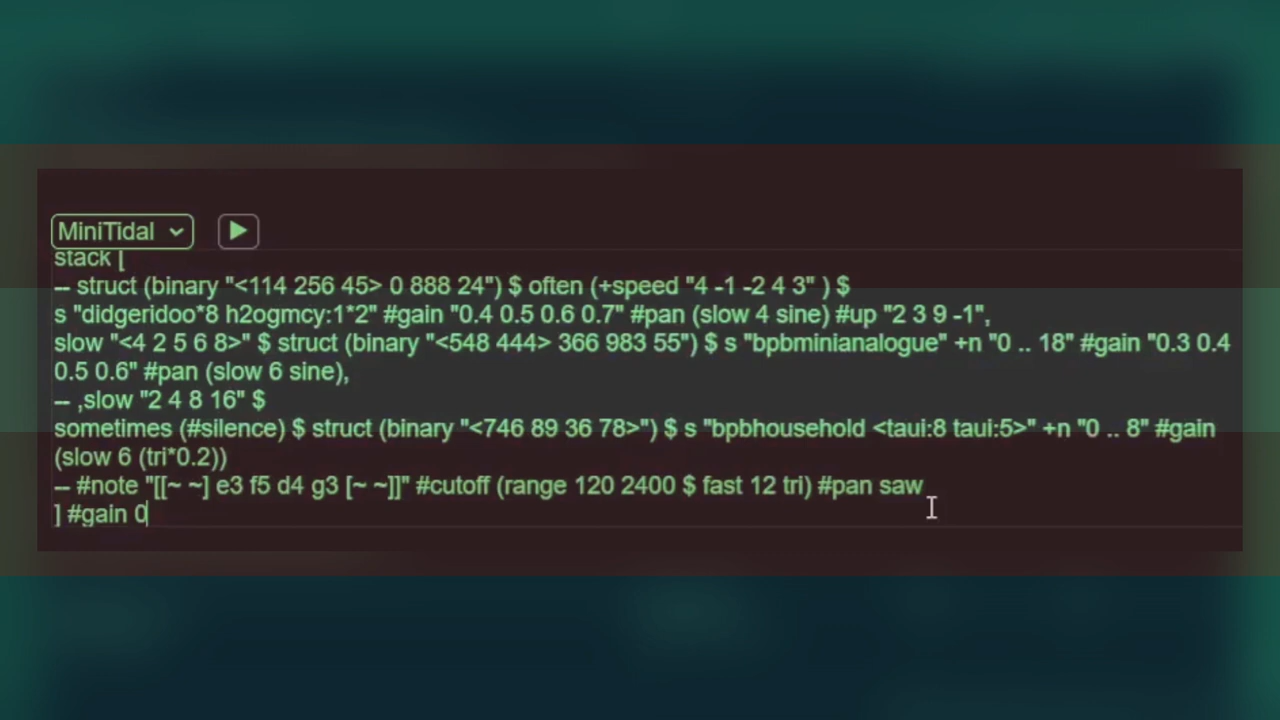 MiniTidal
stack [
-- struct (binary "<114 256 45> 0 888 24") $ often (+speed "4 -1 -2 4 3" ) $
s "didgeridoo*8 h2ogmcy:1*2" #gain "0.4 0.5 0.6 0.7" #pan (slow 4 sine) #up "2 3 9 -1",
slow "<4 2 5 6 8>" $ struct (binary "<548 444> 366 983 55") $ s "bpbminianalogue" +n "0 .. 18" #gain "0.3 0.4
0.5 0.6" #pan (slow 6 sine),
-- ,slow "2 4 8 16" $
sometimes (#silence) $ struct (binary "<746 89 36 78>") $ s "bpbhousehold <taui:8 taui:5>" +n "0 .. 8" #gain
(slow 6 (tri*0.2))
-- #note "[[~ ~] e3 f5 d4 g3 [~ ~]]" #cutoff (range 120 2400 $ fast 12 tri) #pan saw
] #gain 0